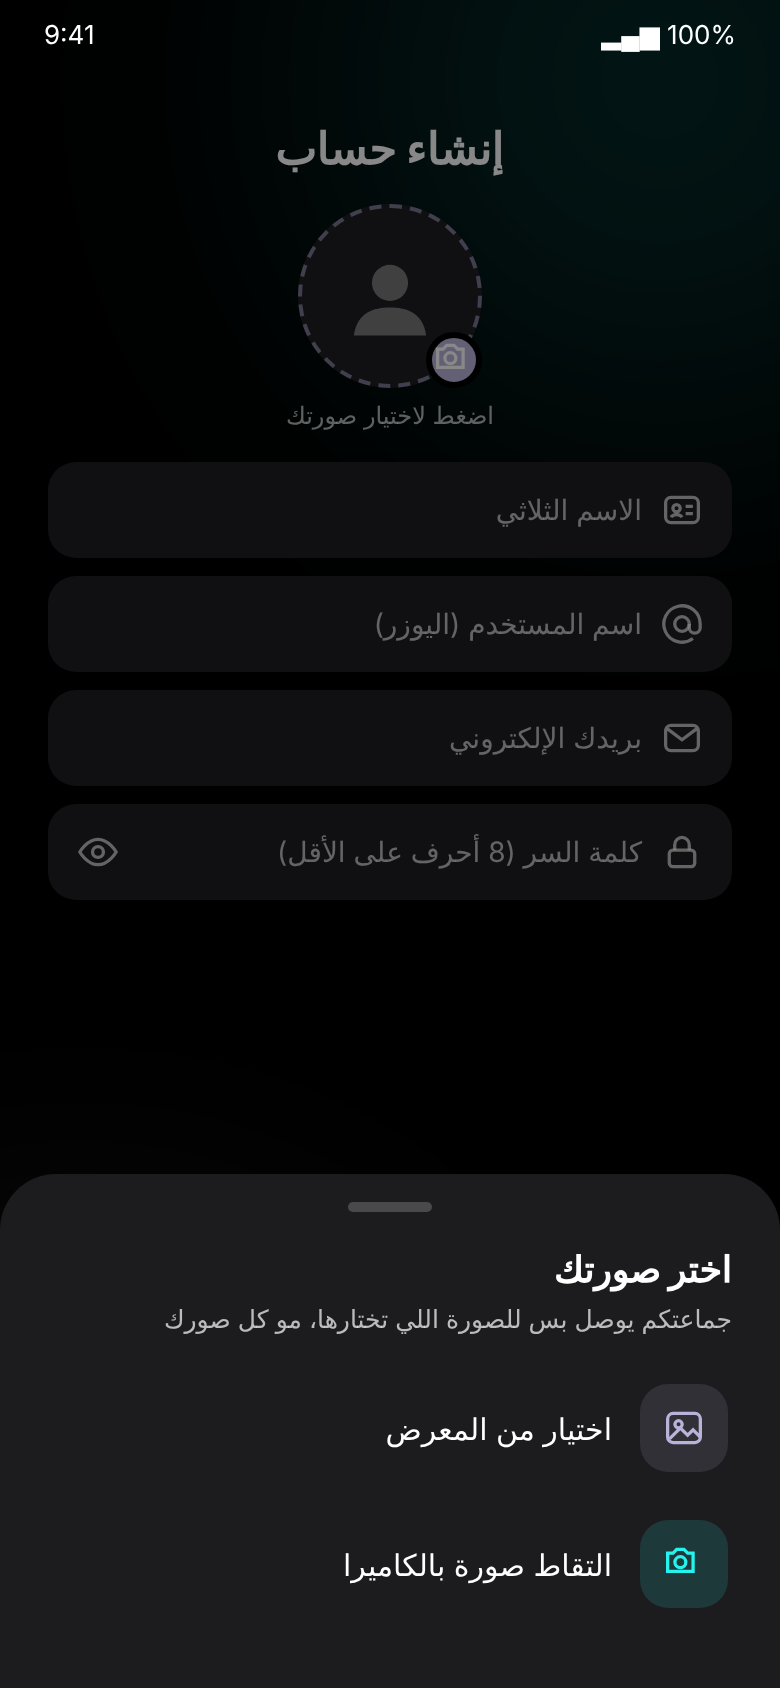 9:41
100%
إنشاء حساب
اضغط لاختيار صورتك
الاسم الثلاثي
اسم المستخدم (اليوزر)
بريدك الإلكتروني
كلمة السر (8 أحرف على الأقل)
اختر صورتك
جماعتكم يوصل بس للصورة اللي تختارها، مو كل صورك
اختيار من المعرض
التقاط صورة بالكاميرا